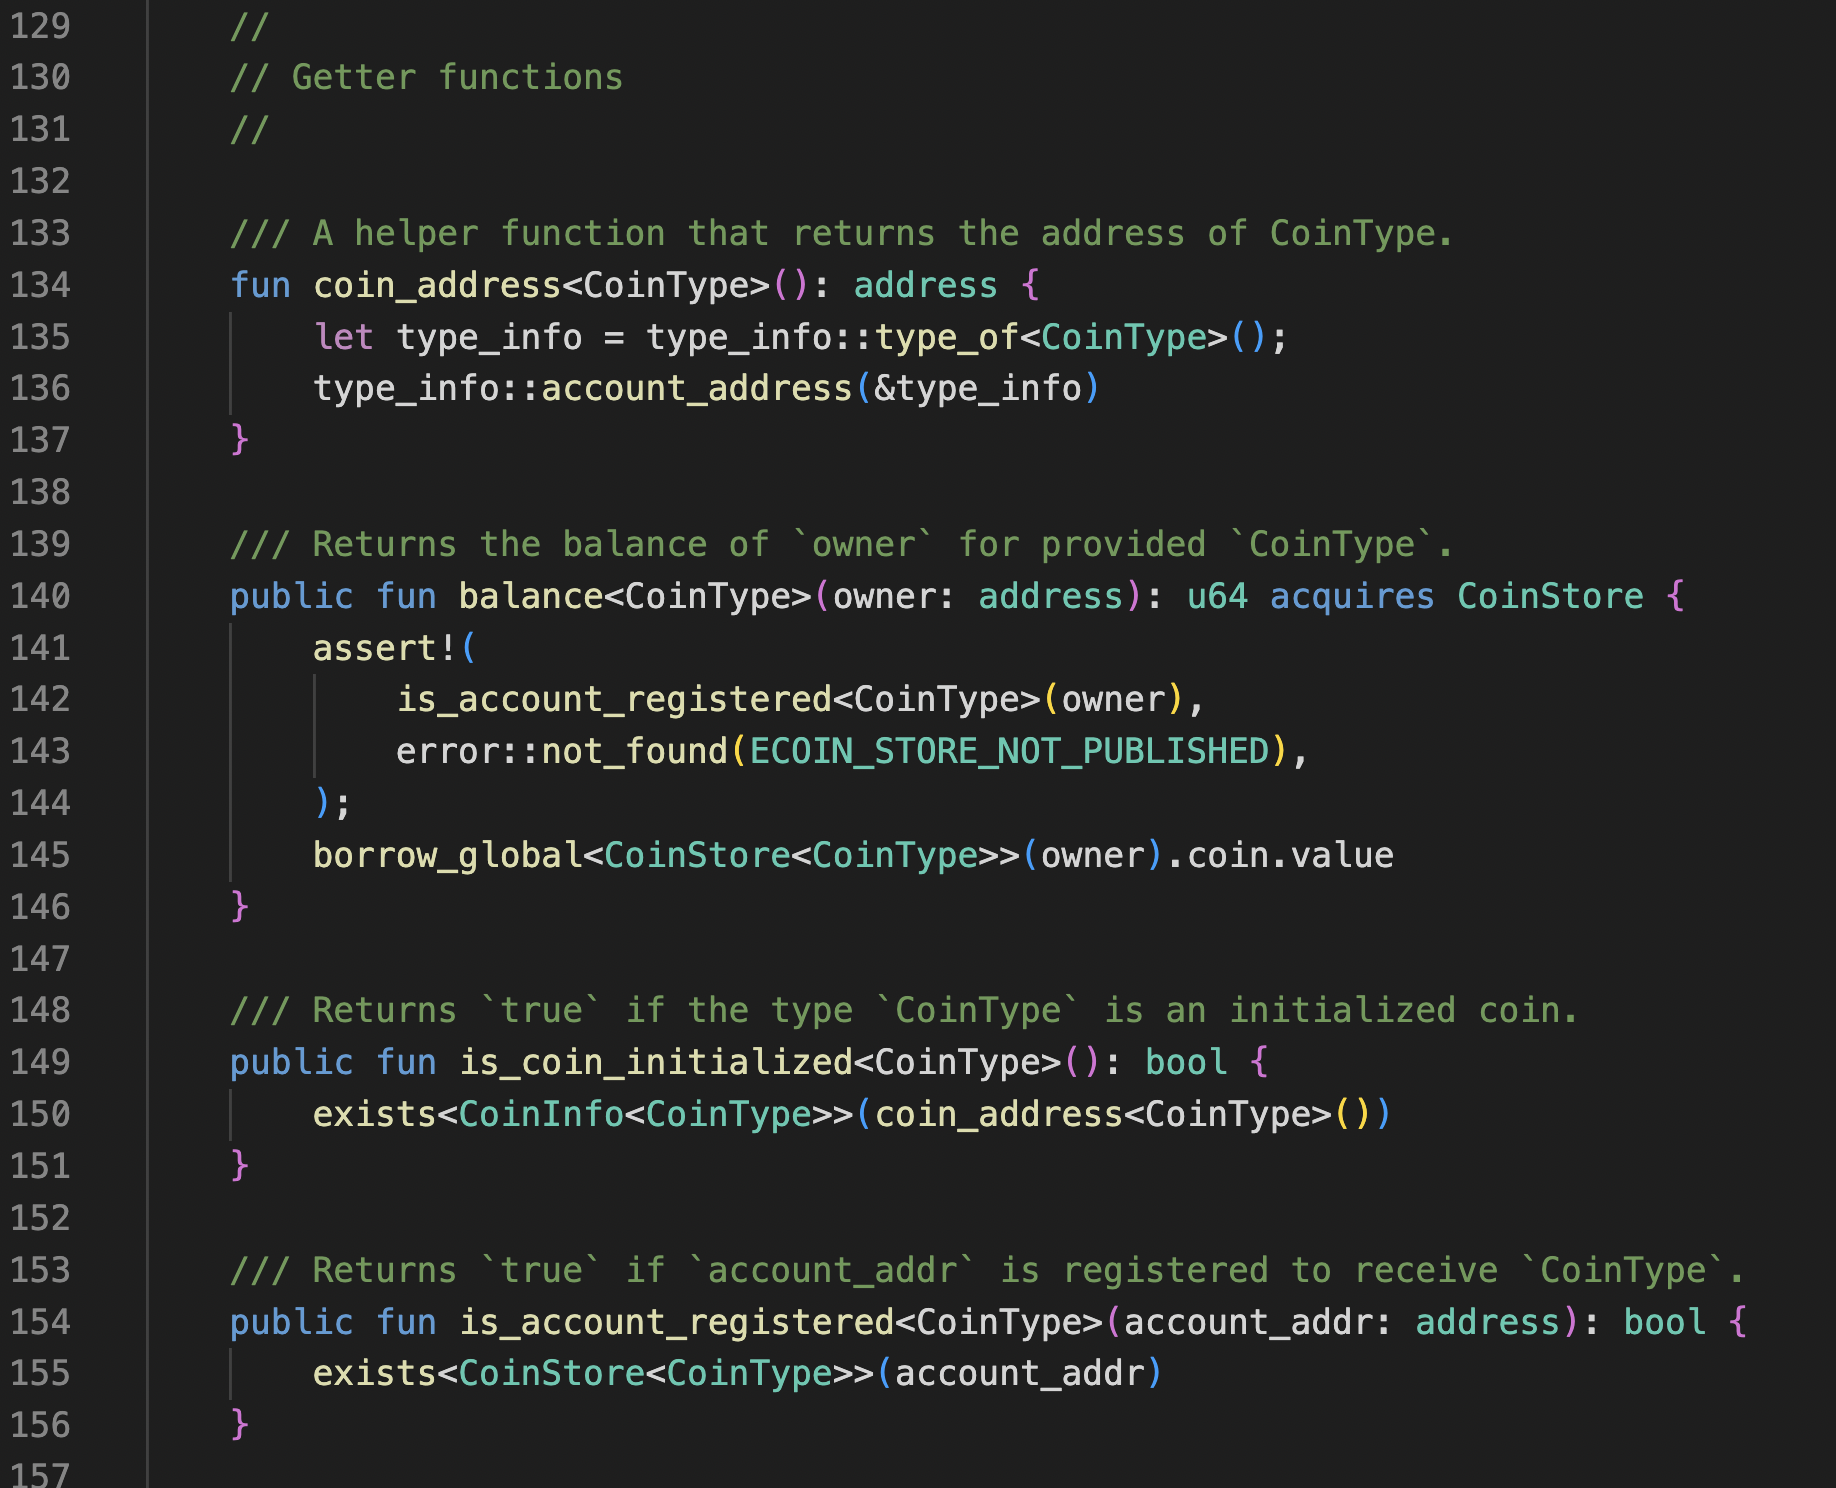 129 //
130 // Getter functions
131 //
132
133 /// A helper function that returns the address of CoinType.
134 fun coin_address<CoinType>(): address {
135 let type_info = type_info::type_of<CoinType>();
136 type_info::account_address(&type_info)
137 }
138
139 /// Returns the balance of `owner` for provided `CoinType`.
140 public fun balance<CoinType>(owner: address): u64 acquires CoinStore {
141 assert!(
142 is_account_registered<CoinType>(owner),
143 error::not_found(ECOIN_STORE_NOT_PUBLISHED),
144 );
145 borrow_global<CoinStore<CoinType>>(owner).coin.value
146 }
147
148 /// Returns `true` if the type `CoinType` is an initialized coin.
149 public fun is_coin_initialized<CoinType>(): bool {
150 exists<CoinInfo<CoinType>>(coin_address<CoinType>())
151 }
152
153 /// Returns `true` if `account_addr` is registered to receive `CoinType`.
154 public fun is_account_registered<CoinType>(account_addr: address): bool {
155 exists<CoinStore<CoinType>>(account_addr)
156 }
157